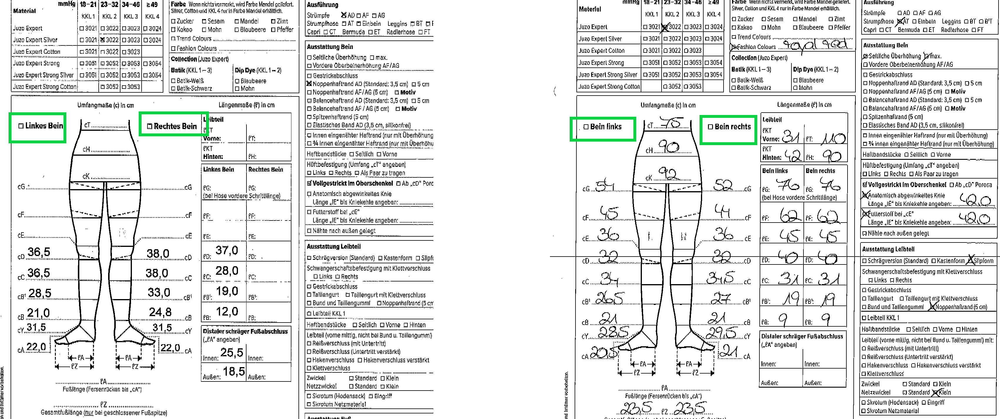 mmHg 18-21 23-32 34-46 ≥49
Material KKL 1 KKL 2 KKL 3 KKL 4
Juzo Expert 3021 3022 3023 3024
Juzo Expert Silver 3021 3022 3023 3024
Juzo Expert Cotton 3021 3022 3023
Juzo Expert Strong 3051 3052 3053 3054
Juzo Expert Strong Silver 3051 3052 3053 3054
Juzo Expert Strong Cotton 3052 3053
Farbe Wenn nichts vermerkt, wird Farbe Mandel geliefert.
Silver, Cotton und KKL 4 nur in Farbe Mandel erhältlich.
Zucker Sesam Mandel Zimt
Kakao Mohn Blaubeere Pfeffer
Trend Colours
Fashion Colours
Collection (Juzo Expert)
Batik (KKL 1-3) Dip Dye (KKL 1-2)
Batik-Weiß Blaubeere
Batik-Schwarz Mohn
Umfangmaße (c) in cm Längenmaße (ℓ) in cm
Linkes Bein Rechtes Bein
cT
cH
cK
cG cG
cF cF
cE cE
cD 36,5 38,0 cD
cC 36,5 38,0 cC
cB¹ 28,5 33,0 cB¹
cB 21,0 24,8 cB
cY 31,5 31,5 cY
cA 22,0 22,0 cA
ℓA ℓA
ℓZ ℓZ
ℓA
Fußlänge (Fersenrücken bis „cA“)
ℓZ
Gesamtfußlänge (nur bei geschlossener Fußspitze)
Leibteil
ℓKT
Vorne: ℓT:
ℓKT
Hinten: ℓH:
Linkes Bein Rechtes Bein
ℓG: ℓG:
(bei Hose vordere Schrittlänge)
ℓF: ℓF:
ℓE: ℓE:
ℓD: 37,0 ℓD:
ℓC: 28,0 ℓC:
ℓB¹: 19,0 ℓB¹:
ℓB: 12,0 ℓB:
Distaler schräger Fußabschluss
(„ℓA“ angeben)
Innen: 25,5 Innen:
Außen: 18,5 Außen:
Ausführung
Strümpfe AD AF AG
Strumpfhose AT Einbein Leggins BT
Capri CT Bermuda ET Radlerhose FT
Ausstattung Bein
Seitliche Überhöhung max.
Vordere Oberbeinerhöhung AF/AG
Gestrickabschluss
Noppenhaftrand AD (Standard: 3,5 cm) 5 cm
Noppenhaftrand AF/AG (5 cm) Motiv
Balancehaftrand AD (Standard: 3,5 cm) 5 cm
Balancehaftrand AF / AG (5 cm) Motiv
Spitzenhaftrand (5 cm)
Elastisches Band AD (3,5 cm, silikonfrei)
Innen eingenähter Haftrand (nur mit Überhöhung
¾ innen eingenähter Haftrand (nur mit Überhöhu
Haftbandstücke Seitlich Vorne
Hüftbefestigung (Umfang „cT“ angeben)
Links Rechts Als Paar zu tragen
Vollgestrickt im Oberschenkel Ab „cD“ Poro
Anatomisch abgewinkeltes Knie
Länge „lE“ bis Kniekehle angeben:
Futterstoff bei „cE“
Länge „lE“ bis Kniekehle angeben:
Nähte nach außen gelegt
Ausstattung Leibteil
Schrägversion (Standard) Kastenform Slipf
Schwangerschaftsbefestigung mit Klettverschluss
Links Rechts
Gestrickabschluss
Taillengurt Taillengurt mit Klettverschluss
Bund und Taillengummi Noppenhaftrand (5 cm
Leibteil KKL 1
Haftbandstücke Seitlich Vorne Hinten
Leibteil (vorne mittig, nicht bei Bund u. Taillengummi)
Reißverschluss (mit Untertritt)
Reißverschluss (Untertritt verstärkt)
Hakenverschluss Hakenverschluss verstärkt
Klettverschluss
Zwickel Standard Klein
Netzzwickel Standard Klein
Skrotum (Hodensack) Eingriff
Skrotum Netzmaterial
Ausstattung Fuß
mmHg 18-21 23-32 34-46 ≥49
Material KKL 1 KKL 2 KKL 3 KKL 4
Juzo Expert 3021 3022 3023 3024
Juzo Expert Silver 3021 3022 3023 3024
Juzo Expert Cotton 3021 3022 3023
Juzo Expert Strong 3051 3052 3053 3054
Juzo Expert Strong Silver 3051 3052 3053 3054
Juzo Expert Strong Cotton 3052 3053
Farbe Wenn nichts vermerkt, wird Farbe Mandel geliefert.
Silver, Cotton und KKL 4 nur in Farbe Mandel erhältlich.
Zucker Sesam Mandel Zimt
Kakao Mohn Blaubeere Pfeffer
Trend Colours
Fashion Colours
Collection (Juzo Expert)
Batik (KKL 1-3) Dip Dye (KKL 1-2)
Batik-Weiß Blaubeere
Batik-Schwarz Mohn
Umfangmaße (c) in cm Längenmaße (ℓ) in cm
Bein links Bein rechts
cT 75
cH 90
cK 92
cG 54 52 cG
cF 45 44 cF
cE 36 36 cE
cD 32 32 cD
cC 34 34,5 cC
cB¹ 26,5 27 cB¹
cB 21 21 cB
cY 28,5 29,5 cY
cA 20,5 21 cA
ℓA ℓA
ℓZ ℓZ
ℓA
Fußlänge (Fersenrücken bis „cA“)
23,5 ℓZ 23,5
Leibteil
ℓKT
Vorne: 31 ℓT: 110
ℓKT
Hinten: 42 ℓH: 90
Bein links Bein rechts
ℓG: 76 ℓG: 76
(bei Hose vordere Schrittlänge)
ℓF: 62 ℓF: 62
ℓE: 45 ℓE: 45
ℓD: 40 ℓD: 40
ℓC: 31 ℓC: 31
ℓB¹: 19 ℓB¹: 19
ℓB: 9 ℓB: 9
Distaler schräger Fußabschluss
(„ℓA“ angeben)
Innen: Innen:
Außen: Außen:
Ausführung
Strümpfe AD AF AG
Strumpfhose AT Einbein Leggins BT B¹T
Capri CT Bermuda ET Radlerhose FT
Ausstattung Bein
Seitliche Überhöhung max.
Vordere Oberbeinerhöhung AF/AG
Gestrickabschluss
Noppenhaftrand AD (Standard: 3,5 cm) 5 cm
Noppenhaftrand AF/AG (5 cm) Motiv
Balancehaftrand AD (Standard: 3,5 cm) 5 cm
Balancehaftrand AF/AG (5 cm) Motiv
Spitzenhaftrand (5 cm)
Elastisches Band AD (3,5 cm, silikonfrei)
Innen eingenähter Haftrand (nur mit Überhöhung)
¾ innen eingenähter Haftrand (nur mit Überhöhung)
Haftbandstücke Seitlich Vorne
Hüftbefestigung (Umfang „cT“ angeben)
Links Rechts Als Paar zu tragen
Vollgestrickt im Oberschenkel Ab „cD“ Porosa
Anatomisch abgewinkeltes Knie
Länge „lE“ bis Kniekehle angeben: 42,0
Futterstoff bei „cE“
Länge „lE“ bis Kniekehle angeben: 42,0
Nähte nach außen gelegt
Ausstattung Leibteil
Schrägversion (Standard) Kastenform Slipform
Schwangerschaftsbefestigung mit Klettverschluss
Links Rechts
Gestrickabschluss
Taillengurt Taillengurt mit Klettverschluss
Bund und Taillengummi Noppenhaftrand (5 cm)
Leibteil KKL 1
Haftbandstücke Seitlich Vorne Hinten
Leibteil (vorne mittig, nicht bei Bund u. Taillengummi) mit:
Reißverschluss (mit Untertritt)
Reißverschluss (Untertritt verstärkt)
Hakenverschluss Hakenverschluss verstärkt
Klettverschluss
Zwickel Standard Klein
Netzzwickel Standard Klein
Skrotum (Hodensack) Eingriff
Skrotum Netzmaterial